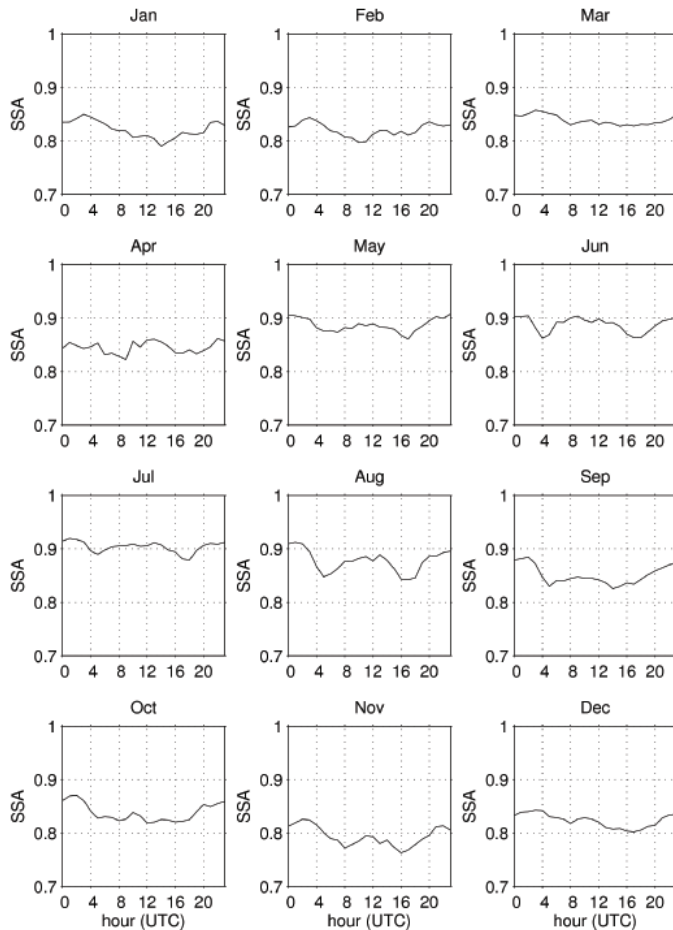 Jan Feb Mar
1 1 1
0.9 0.9 0.9
SSA SSA SSA
0.8 0.8 0.8
0.7 0.7 0.7
0 4 8 12 16 20 0 4 8 12 16 20 0 4 8 12 16 20
Apr May Jun
1 1 1
0.9 0.9 0.9
SSA SSA SSA
0.8 0.8 0.8
0.7 0.7 0.7
0 4 8 12 16 20 0 4 8 12 16 20 0 4 8 12 16 20
Jul Aug Sep
1 1 1
0.9 0.9 0.9
SSA SSA SSA
0.8 0.8 0.8
0.7 0.7 0.7
0 4 8 12 16 20 0 4 8 12 16 20 0 4 8 12 16 20
Oct Nov Dec
1 1 1
0.9 0.9 0.9
SSA SSA SSA
0.8 0.8 0.8
0.7 0.7 0.7
0 4 8 12 16 20 0 4 8 12 16 20 0 4 8 12 16 20
hour (UTC) hour (UTC) hour (UTC)